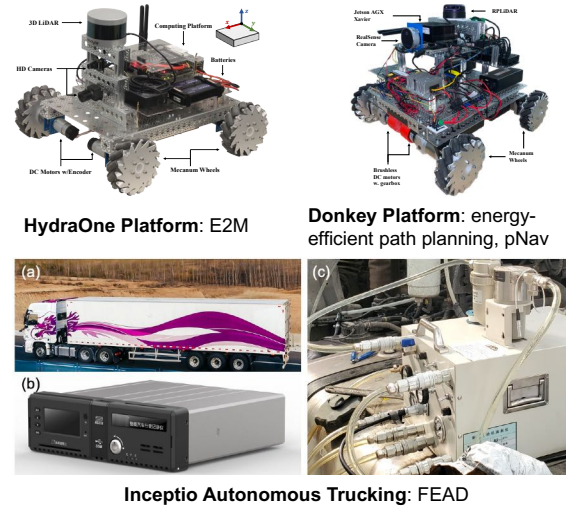 3D LiDAR
Computing Platform
z
x
y
Batteries
HD Cameras
DC Motors w/Encoder
Mecanum Wheels
HydraOne Platform: E2M
Jetson AGX
Xavier
RPLiDAR
RealSense
Camera
Brushless
DC motors
w. gearbox
Mecanum
Wheels
Donkey Platform: energy-
efficient path planning, pNav
(a)
(b)
(c)
Inceptio Autonomous Trucking: FEAD